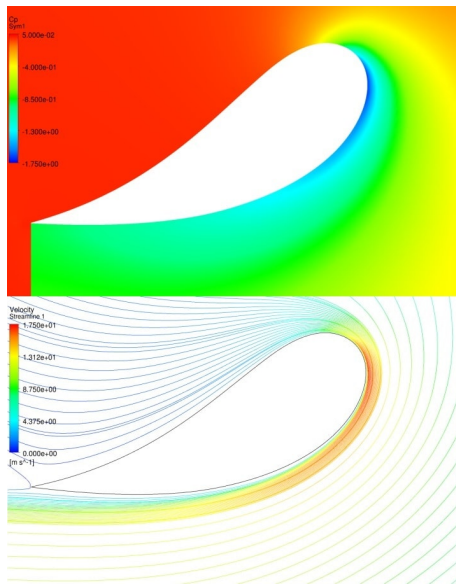 Cp
Sym1
5.000e-02
-4.000e-01
-8.500e-01
-1.300e+00
-1.750e+00
Velocity
Streamline 1
1.750e+01
1.312e+01
8.750e+00
4.375e+00
0.000e+00
[m s^-1]